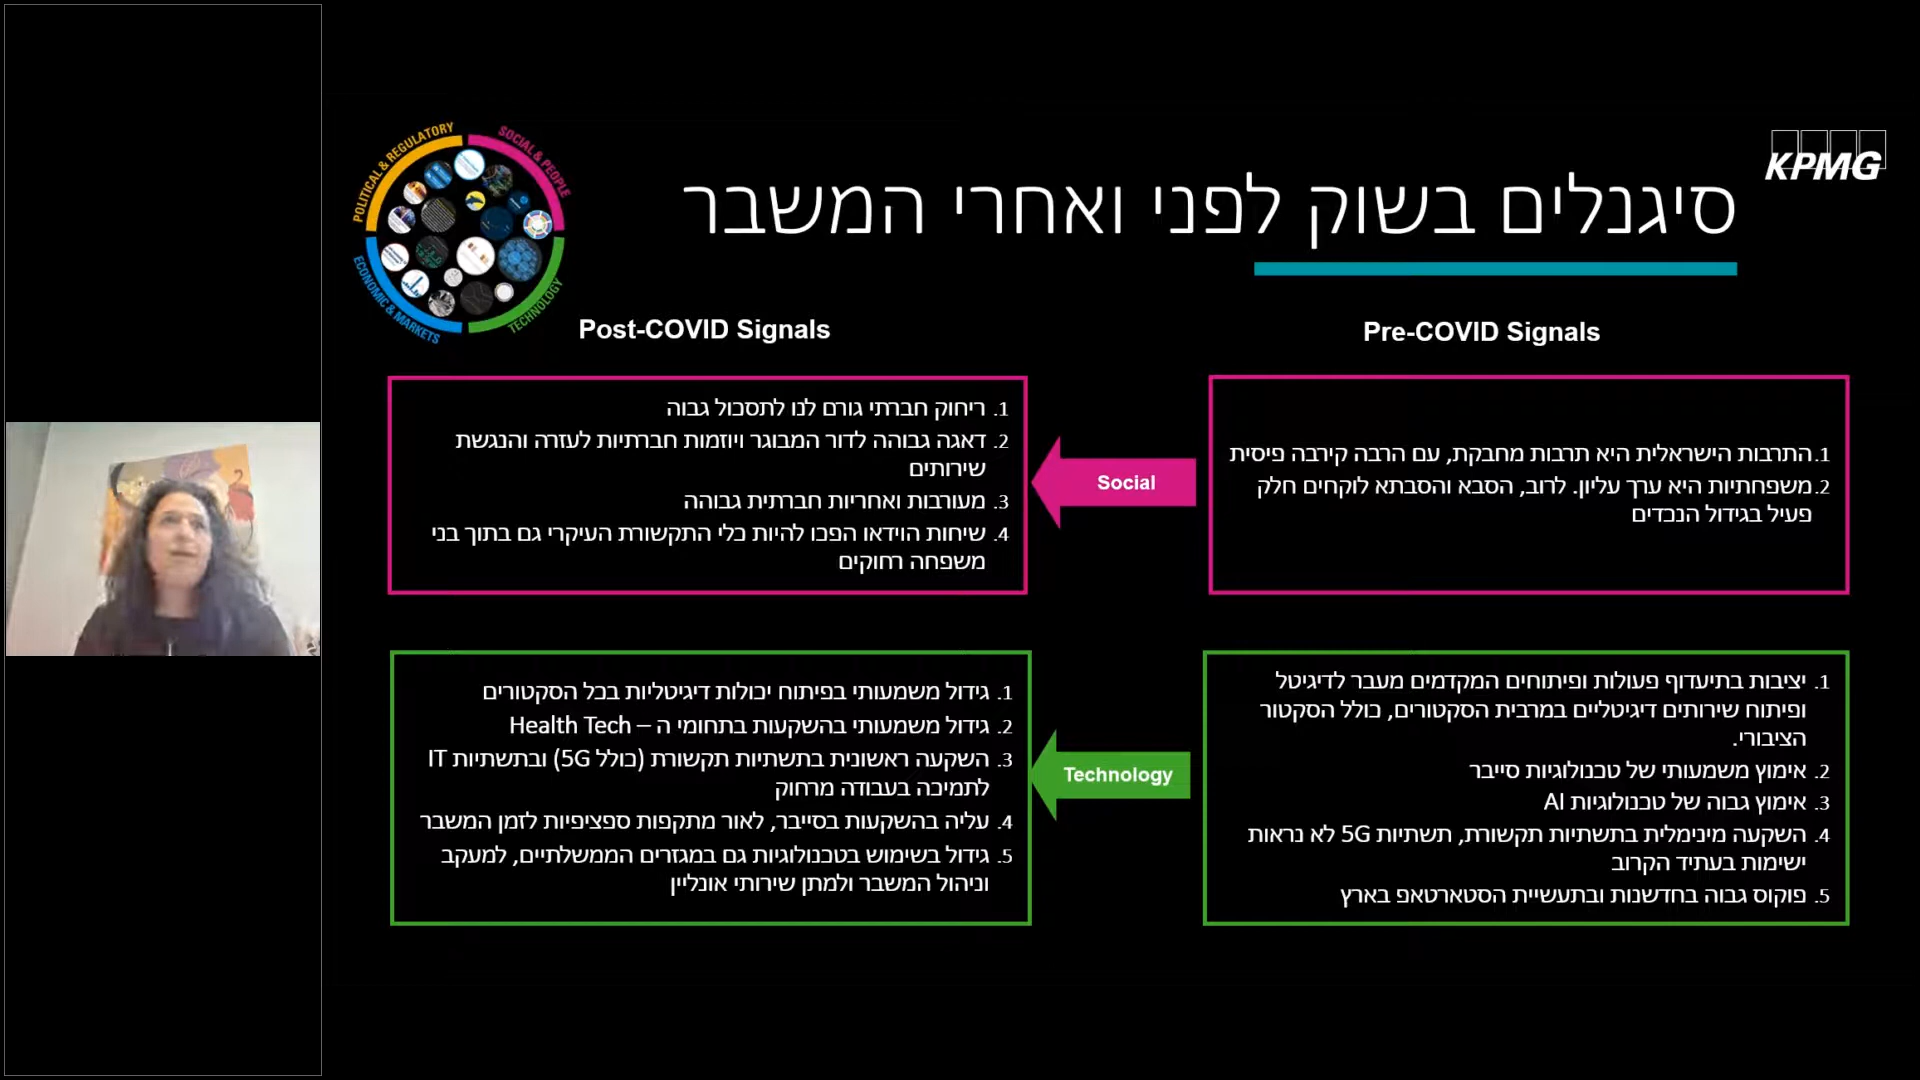 KPMG
סיגנלים בשוק לפני ואחרי המשבר
POLITICAL & REGULATORY
SOCIAL & PEOPLE
ECONOMIC & MARKETS
TECHNOLOGY
Pre-COVID Signals
1. התרבות הישראלית היא תרבות מחבקת, עם הרבה קירבה פיסית
2. משפחתיות היא ערך עליון. לרוב, הסבא והסבתא לוקחים חלק
פעיל בגידול הנכדים
Social
Post-COVID Signals
1. ריחוק חברתי גורם לנו לתסכול גבוה
2. דאגה גבוהה לדור המבוגר ויוזמות חברתיות לעזרה והנגשת
שירותים
3. מעורבות ואחריות חברתית גבוהה
4. שיחות הוידאו הפכו להיות כלי התקשורת העיקרי גם בתוך בני
משפחה רחוקים
1. יציבות בתיעדוף פעולות ופיתוחים המקדמים מעבר לדיגיטל
ופיתוח שירותים דיגיטליים במרבית הסקטורים, כולל הסקטור
הציבורי.
2. אימוץ משמעותי של טכנולוגיות סייבר
3. אימוץ גבוה של טכנולוגיות AI
4. השקעה מינימלית בתשתיות תקשורת, תשתיות 5G לא נראות
ישימות בעתיד הקרוב
5. פוקוס גבוה בחדשנות ובתעשיית הסטארטאפ בארץ
Technology
1. גידול משמעותי בפיתוח יכולות דיגיטליות בכל הסקטורים
2. גידול משמעותי בהשקעות בתחומי ה – Health Tech
3. השקעה ראשונית בתשתיות תקשורת (כולל 5G) ובתשתיות IT
לתמיכה בעבודה מרחוק
4. עליה בהשקעות בסייבר, לאור מתקפות ספציפיות לזמן המשבר
5. גידול בשימוש בטכנולוגיות גם במגזרים הממשלתיים, למעקב
וניהול המשבר ולמתן שירותי אונליין